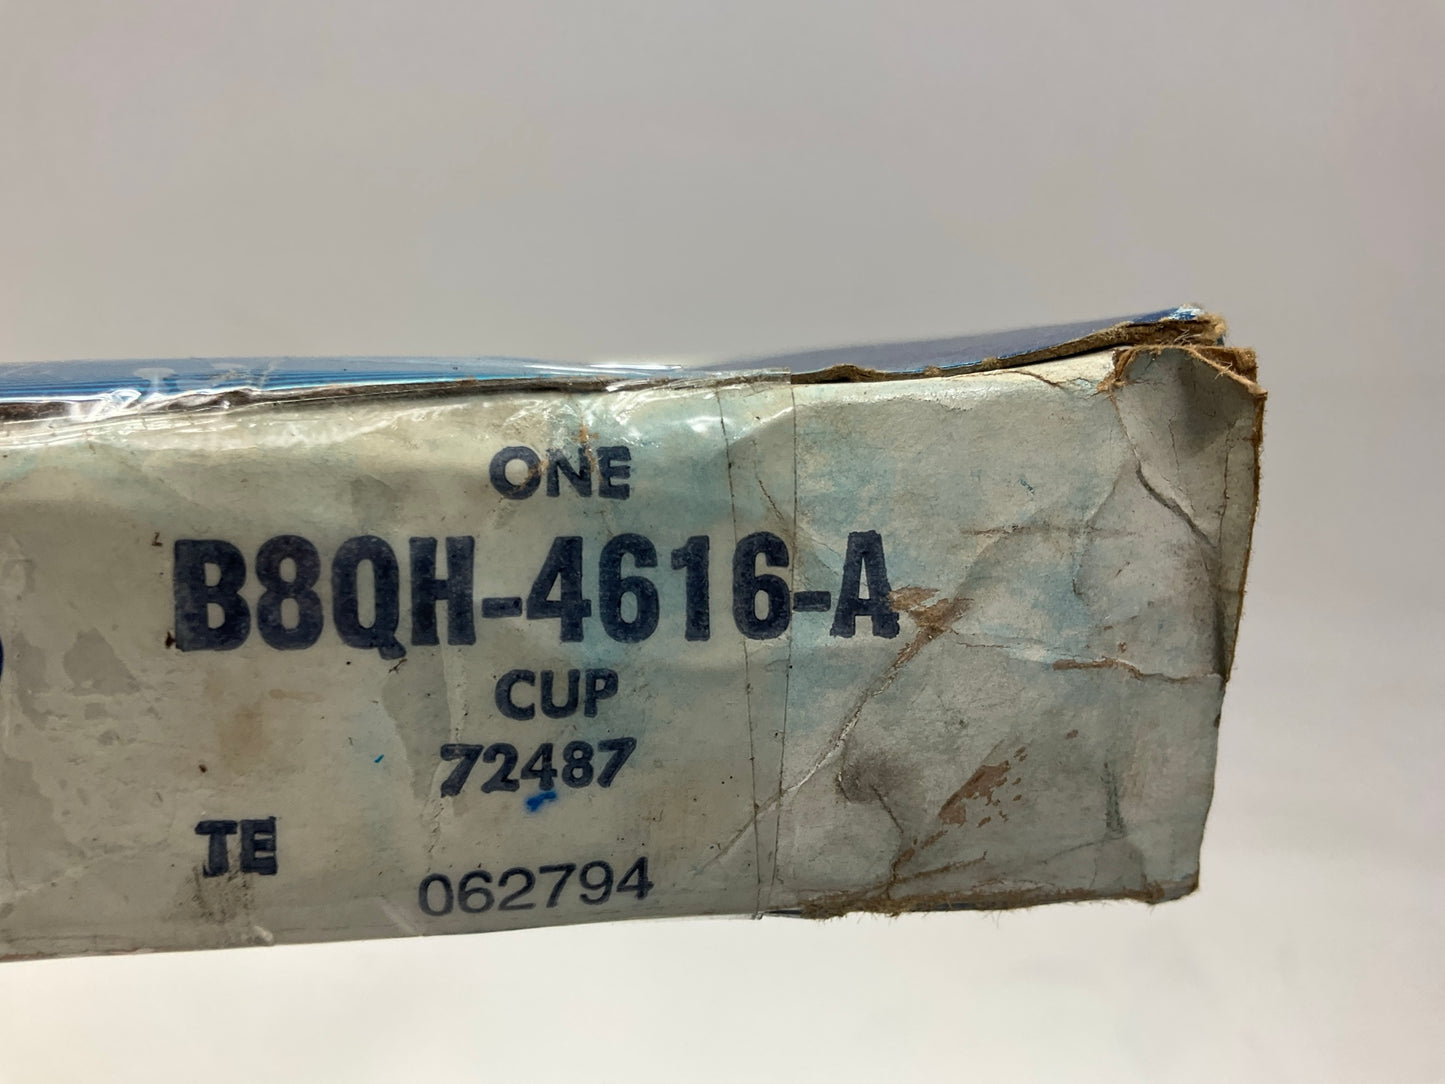 ONE
B8QH-4616-A
CUP
72487
TE
062794